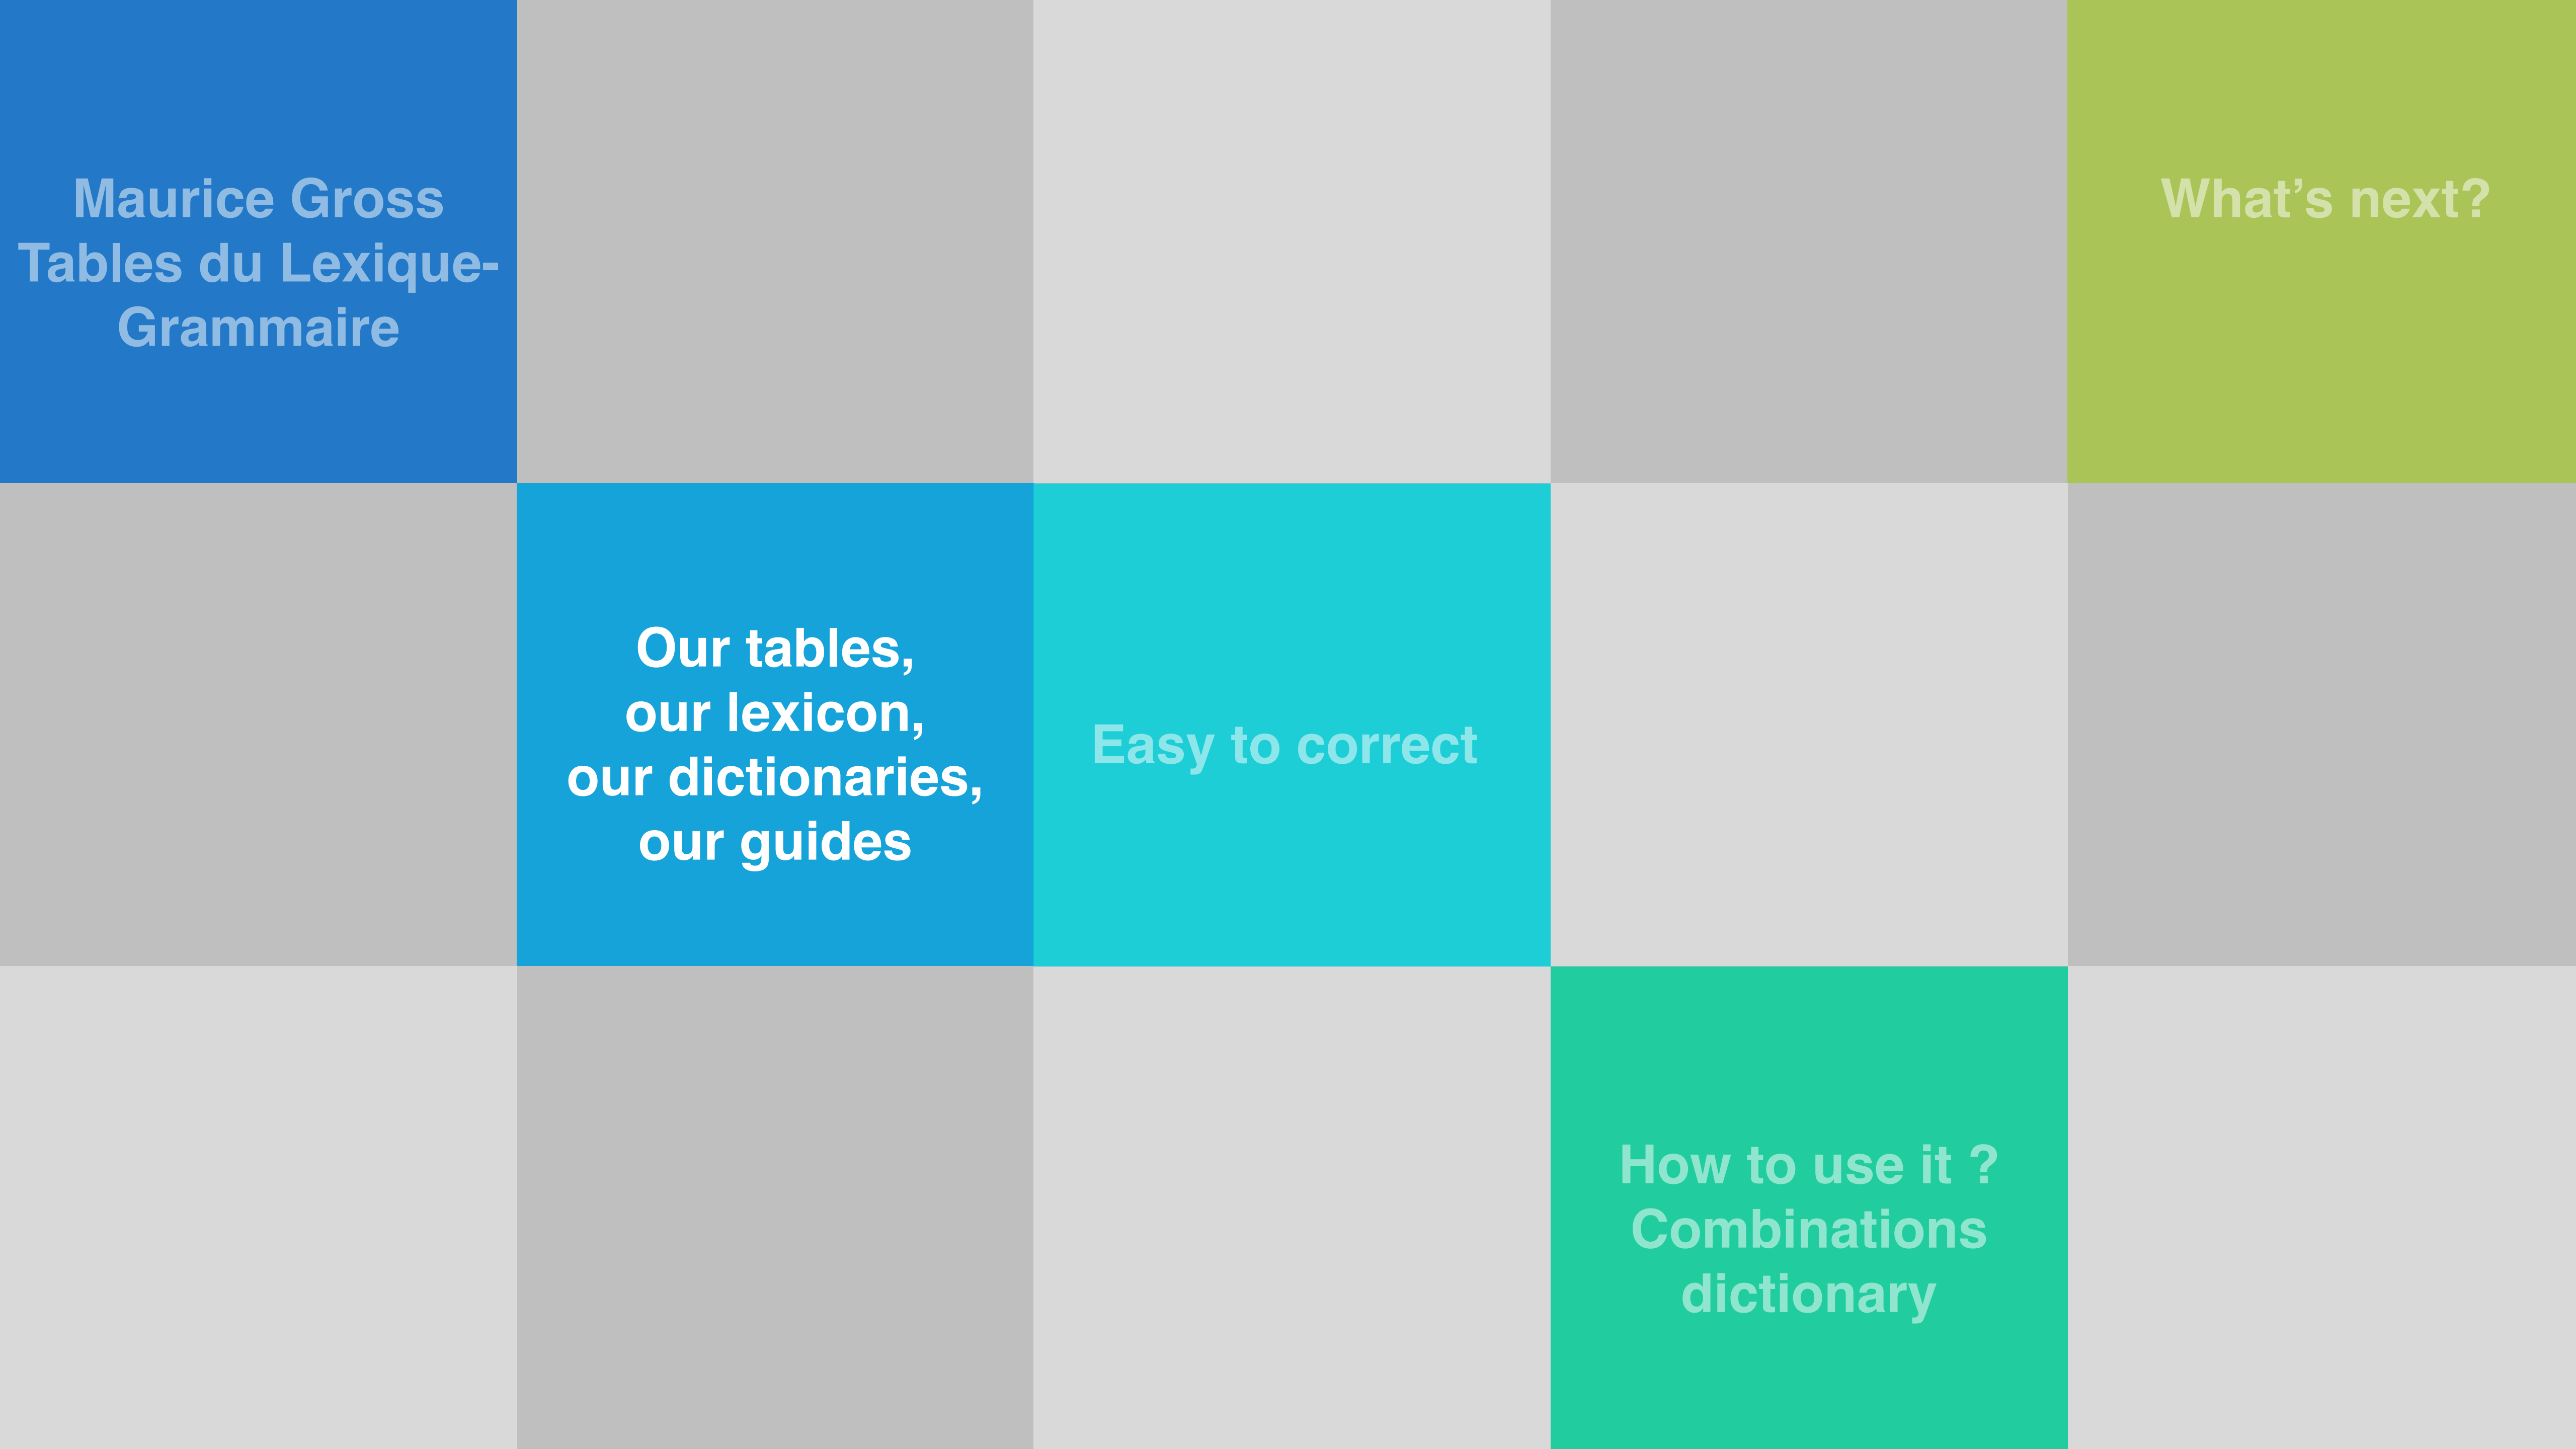 Maurice Gross
Tables du Lexique-
Grammaire
What’s next?
Our tables,
our lexicon,
our dictionaries,
our guides
Easy to correct
How to use it ?
Combinations
dictionary